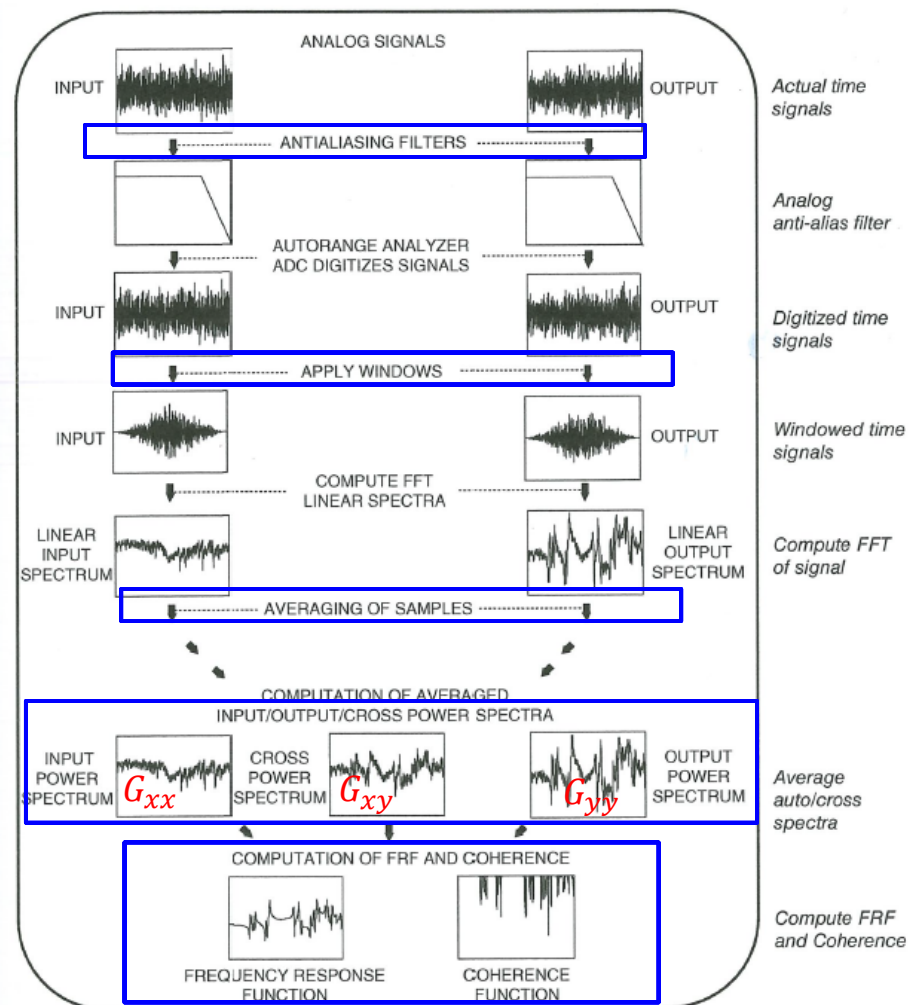 ANALOG SIGNALS
INPUT
OUTPUT
Actual time
signals
ANTIALIASING FILTERS
Analog
anti-alias filter
AUTORANGE ANALYZER
ADC DIGITIZES SIGNALS
INPUT
OUTPUT
Digitized time
signals
APPLY WINDOWS
INPUT
OUTPUT
Windowed time
signals
COMPUTE FFT
LINEAR SPECTRA
LINEAR
INPUT
SPECTRUM
LINEAR
OUTPUT
SPECTRUM
Compute FFT
of signal
AVERAGING OF SAMPLES
COMPUTATION OF AVERAGED
INPUT/OUTPUT/CROSS POWER SPECTRA
INPUT
POWER
SPECTRUM
Gxx
CROSS
POWER
SPECTRUM
Gxy
Gyy
OUTPUT
POWER
SPECTRUM
Average
auto/cross
spectra
COMPUTATION OF FRF AND COHERENCE
FREQUENCY RESPONSE
FUNCTION
COHERENCE
FUNCTION
Compute FRF
and Coherence